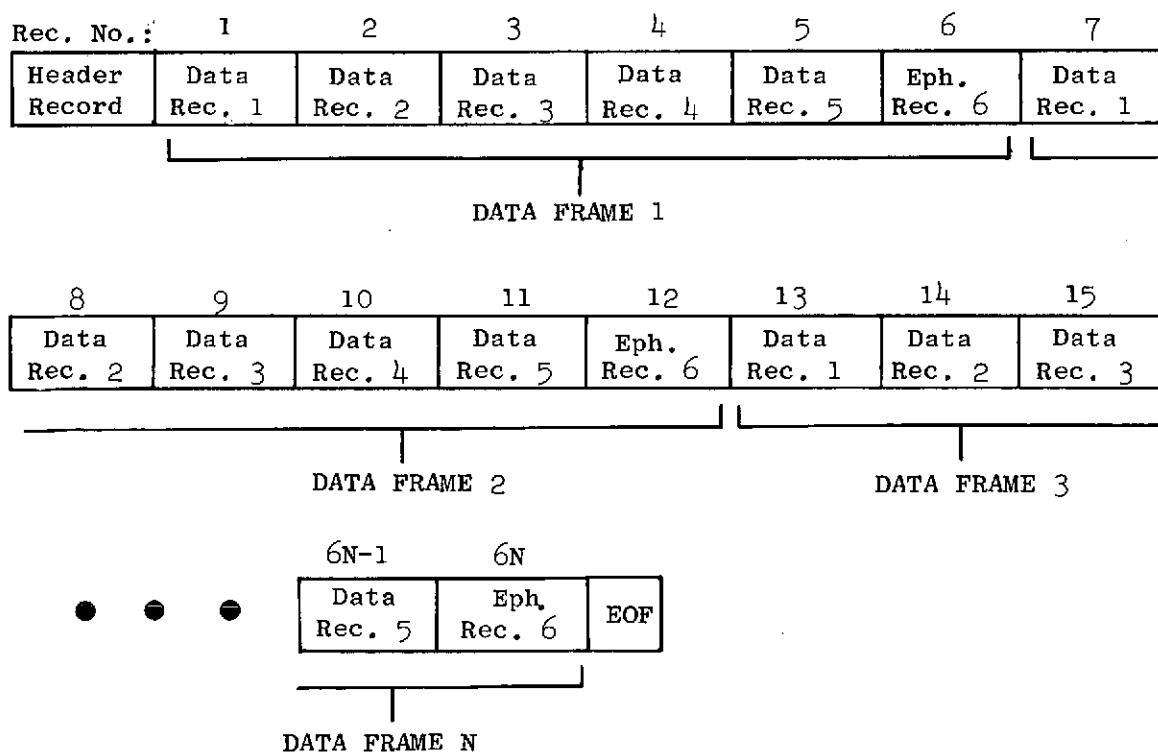 Rec. No.: 1 2 3 4 5 6 7
Header Data Data Data Data Data Eph. Data
Record Rec. 1 Rec. 2 Rec. 3 Rec. 4 Rec. 5 Rec. 6 Rec. 1
DATA FRAME 1
8 9 10 11 12 13 14 15
Data Data Data Data Eph. Data Data Data
Rec. 2 Rec. 3 Rec. 4 Rec. 5 Rec. 6 Rec. 1 Rec. 2 Rec. 3
DATA FRAME 2 DATA FRAME 3
6N-1 6N
Data Eph. EOF
Rec. 5 Rec. 6
DATA FRAME N